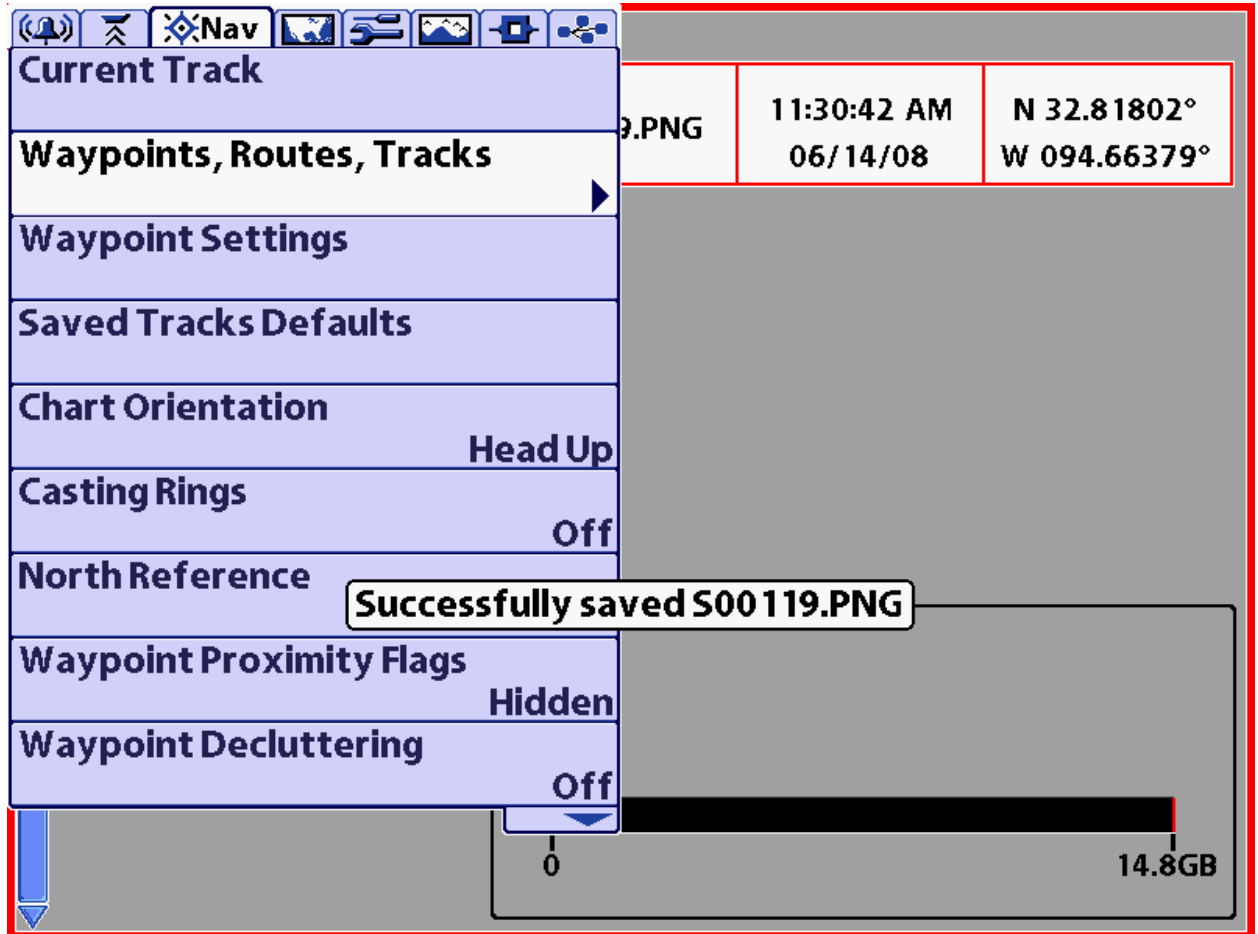 Nav
Current Track
Waypoints, Routes, Tracks
Waypoint Settings
Saved Tracks Defaults
Chart Orientation
Head Up
Casting Rings
Off
North Reference
Waypoint Proximity Flags
Hidden
Waypoint Decluttering
Off
.PNG
11:30:42 AM
06/14/08
N 32.81802°
W 094.66379°
Successfully saved S00119.PNG
0
14.8GB